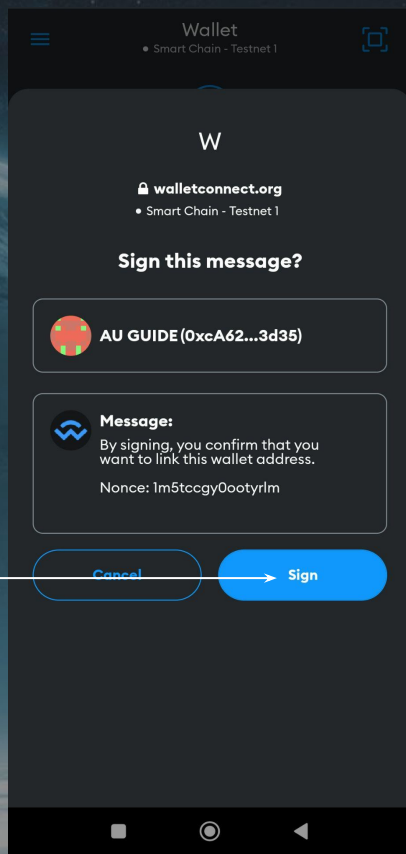 Wallet
• Smart Chain - Testnet 1
W
walletconnect.org
• Smart Chain - Testnet 1
Sign this message?
AU GUIDE (0xcA62...3d35)
Message:
By signing, you confirm that you
want to link this wallet address.
Nonce: 1m5tccgy0ootyrlm
Cancel
Sign